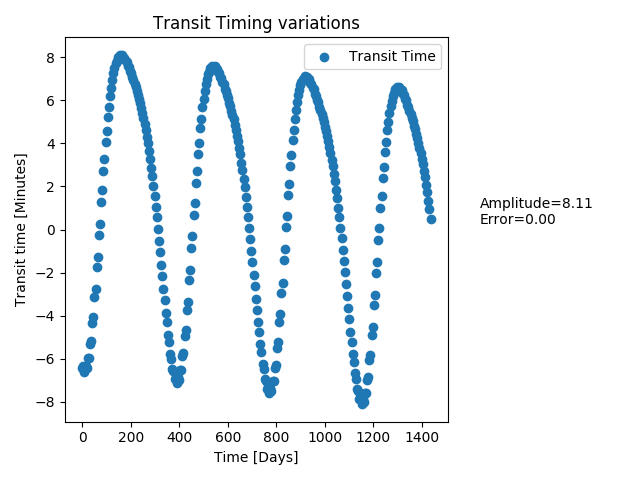 Transit Timing variations
Transit Time
8
6
4
2
0
−2
−4
−6
−8
Transit time [Minutes]
Amplitude=8.11
Error=0.00
0 200 400 600 800 1000 1200 1400
Time [Days]